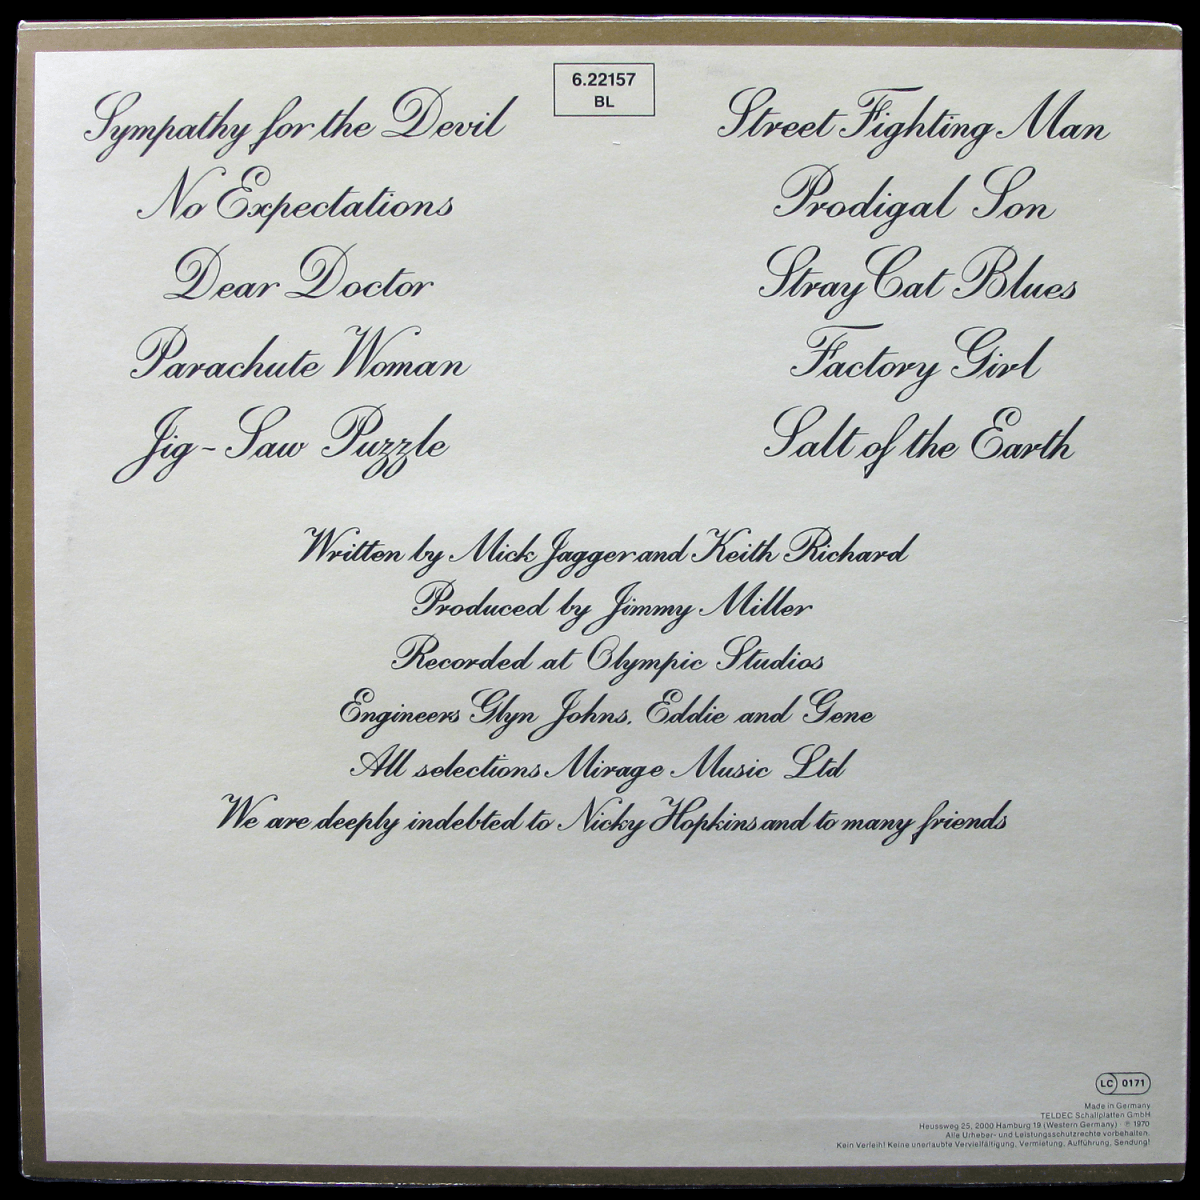 6.22157
BL
Sympathy for the Devil
No Expectations
Dear Doctor
Parachute Woman
Jig-Saw Puzzle
Street Fighting Man
Prodigal Son
Stray Cat Blues
Factory Girl
Salt of the Earth
Written by Mick Jagger and Keith Richard
Produced by Jimmy Miller
Recorded at Olympic Studios
Engineers Glyn Johns, Eddie and Gene
All selections Mirage Music Ltd
We are deeply indebted to Nicky Hopkins and to many friends
LC 0171
Made in Germany
TELDEC Schallplatten GmbH
Heussweg 25, 2000 Hamburg 19 (Western Germany) · ℗ 1970
Alle Urheber- und Leistungsschutzrechte vorbehalten.
Kein Verleih! Keine unerlaubte Vervielfältigung, Vermietung, Aufführung, Sendung!